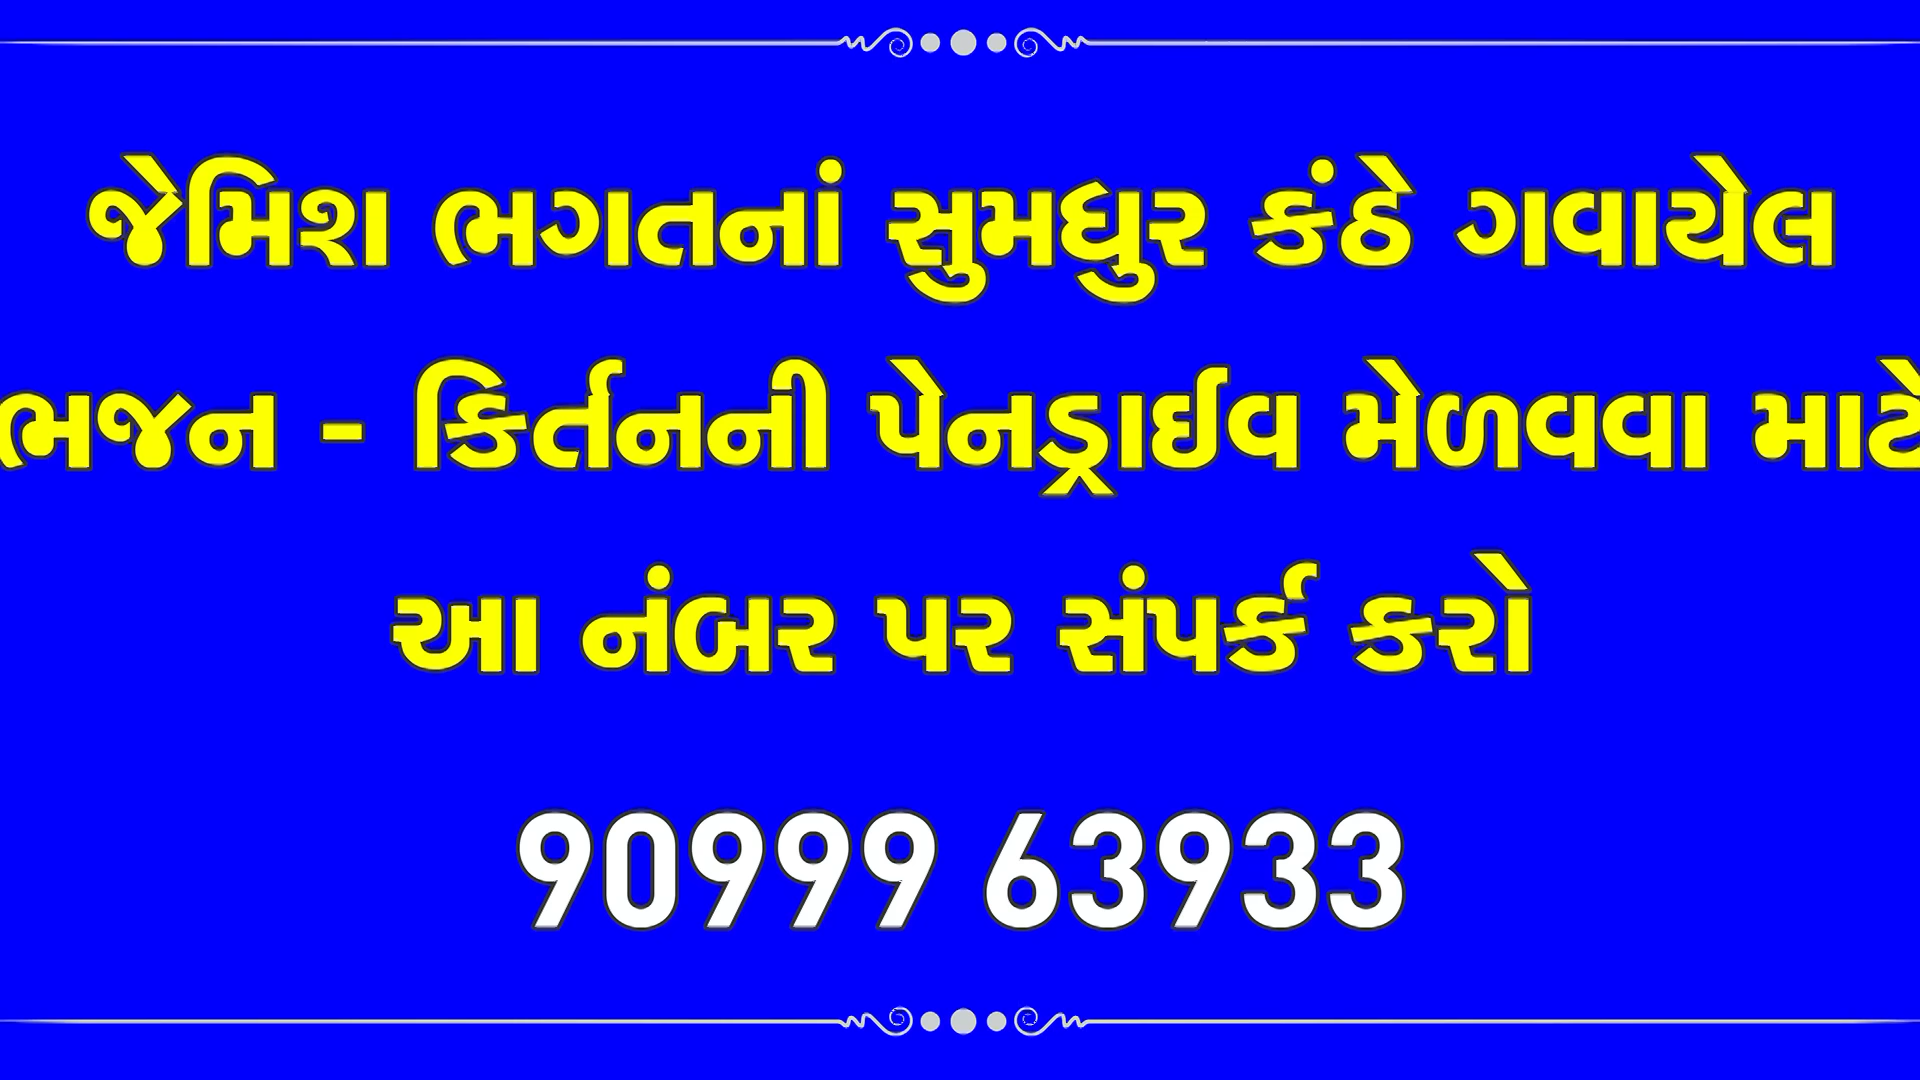 જેમિશ ભગતનાં સુમધુર કંઠે ગવાયેલ
ભજન - કિર્તનની પેનડ્રાઈવ મેળવવા માટે
આ નંબર પર સંપર્ક કરો
90999 63933